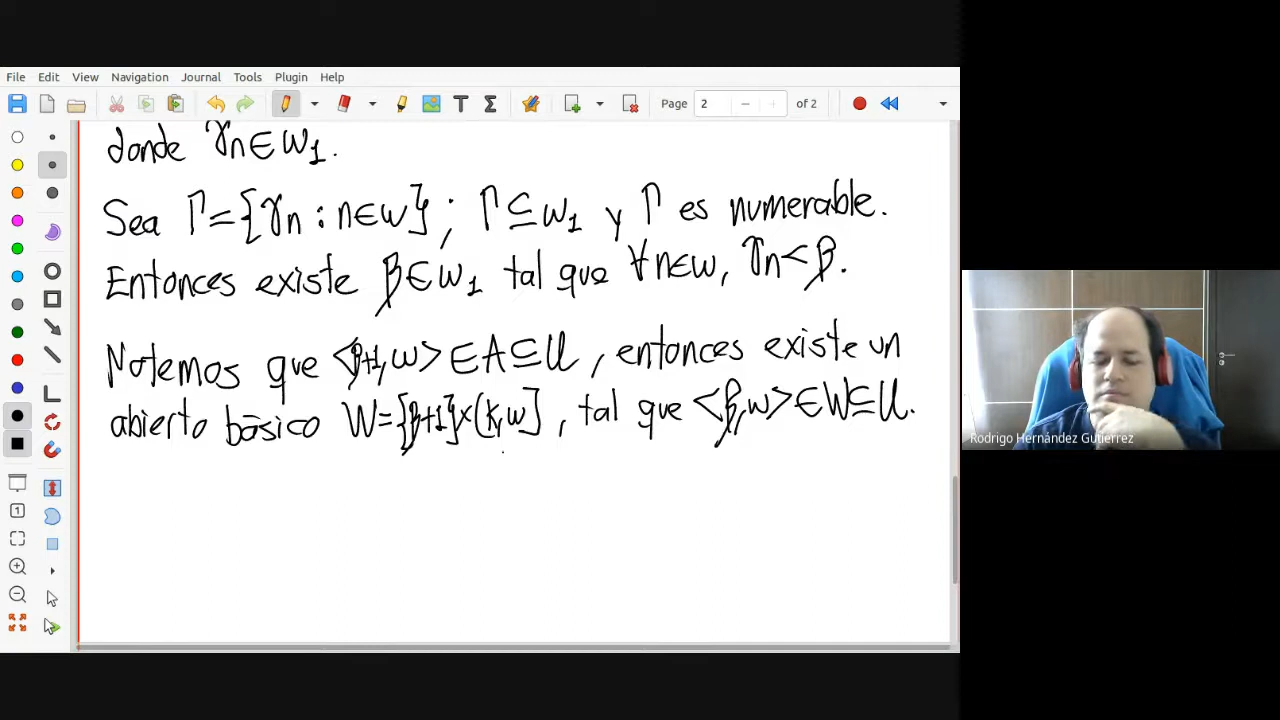 File Edit View Navigation Journal Tools Plugin Help
Page 2 of 2
donde γn∈ω1.
Sea Γ={γn : n∈ω}; Γ⊆ω1 y Γ es numerable.
Entonces existe β∈ω1 tal que ∀n∈ω, γn<β.
Notemos que <β+1,ω>∈A⊆U, entonces existe un
abierto básico W={β+1}×(k,ω], tal que <β,ω>∈W⊆U.
Rodrigo Hernández Gutiérrez